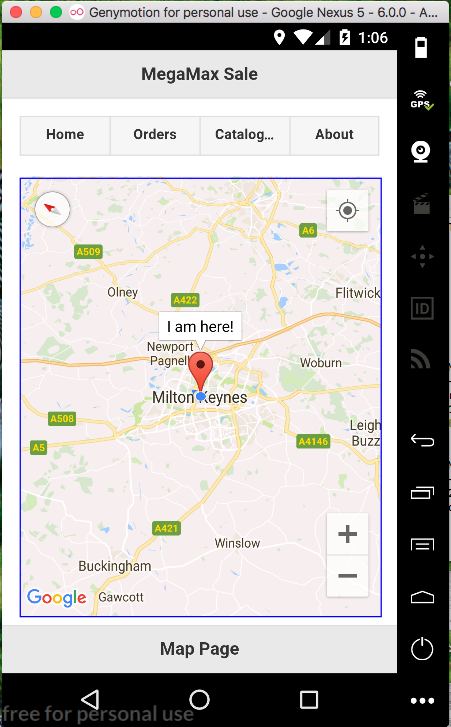 Genymotion for personal use - Google Nexus 5 - 6.0.0 - A...
1:06
MegaMax Sale
Home
Orders
Catalog...
About
GPS
ID
A6
A509
Olney
A422
Flitwick
I am here!
Newport
Pagnell
Woburn
Milton Keynes
A508
Leigh
Buzz
A5
A4146
A421
Winslow
Buckingham
Google
Gawcott
Map Page
free for personal use